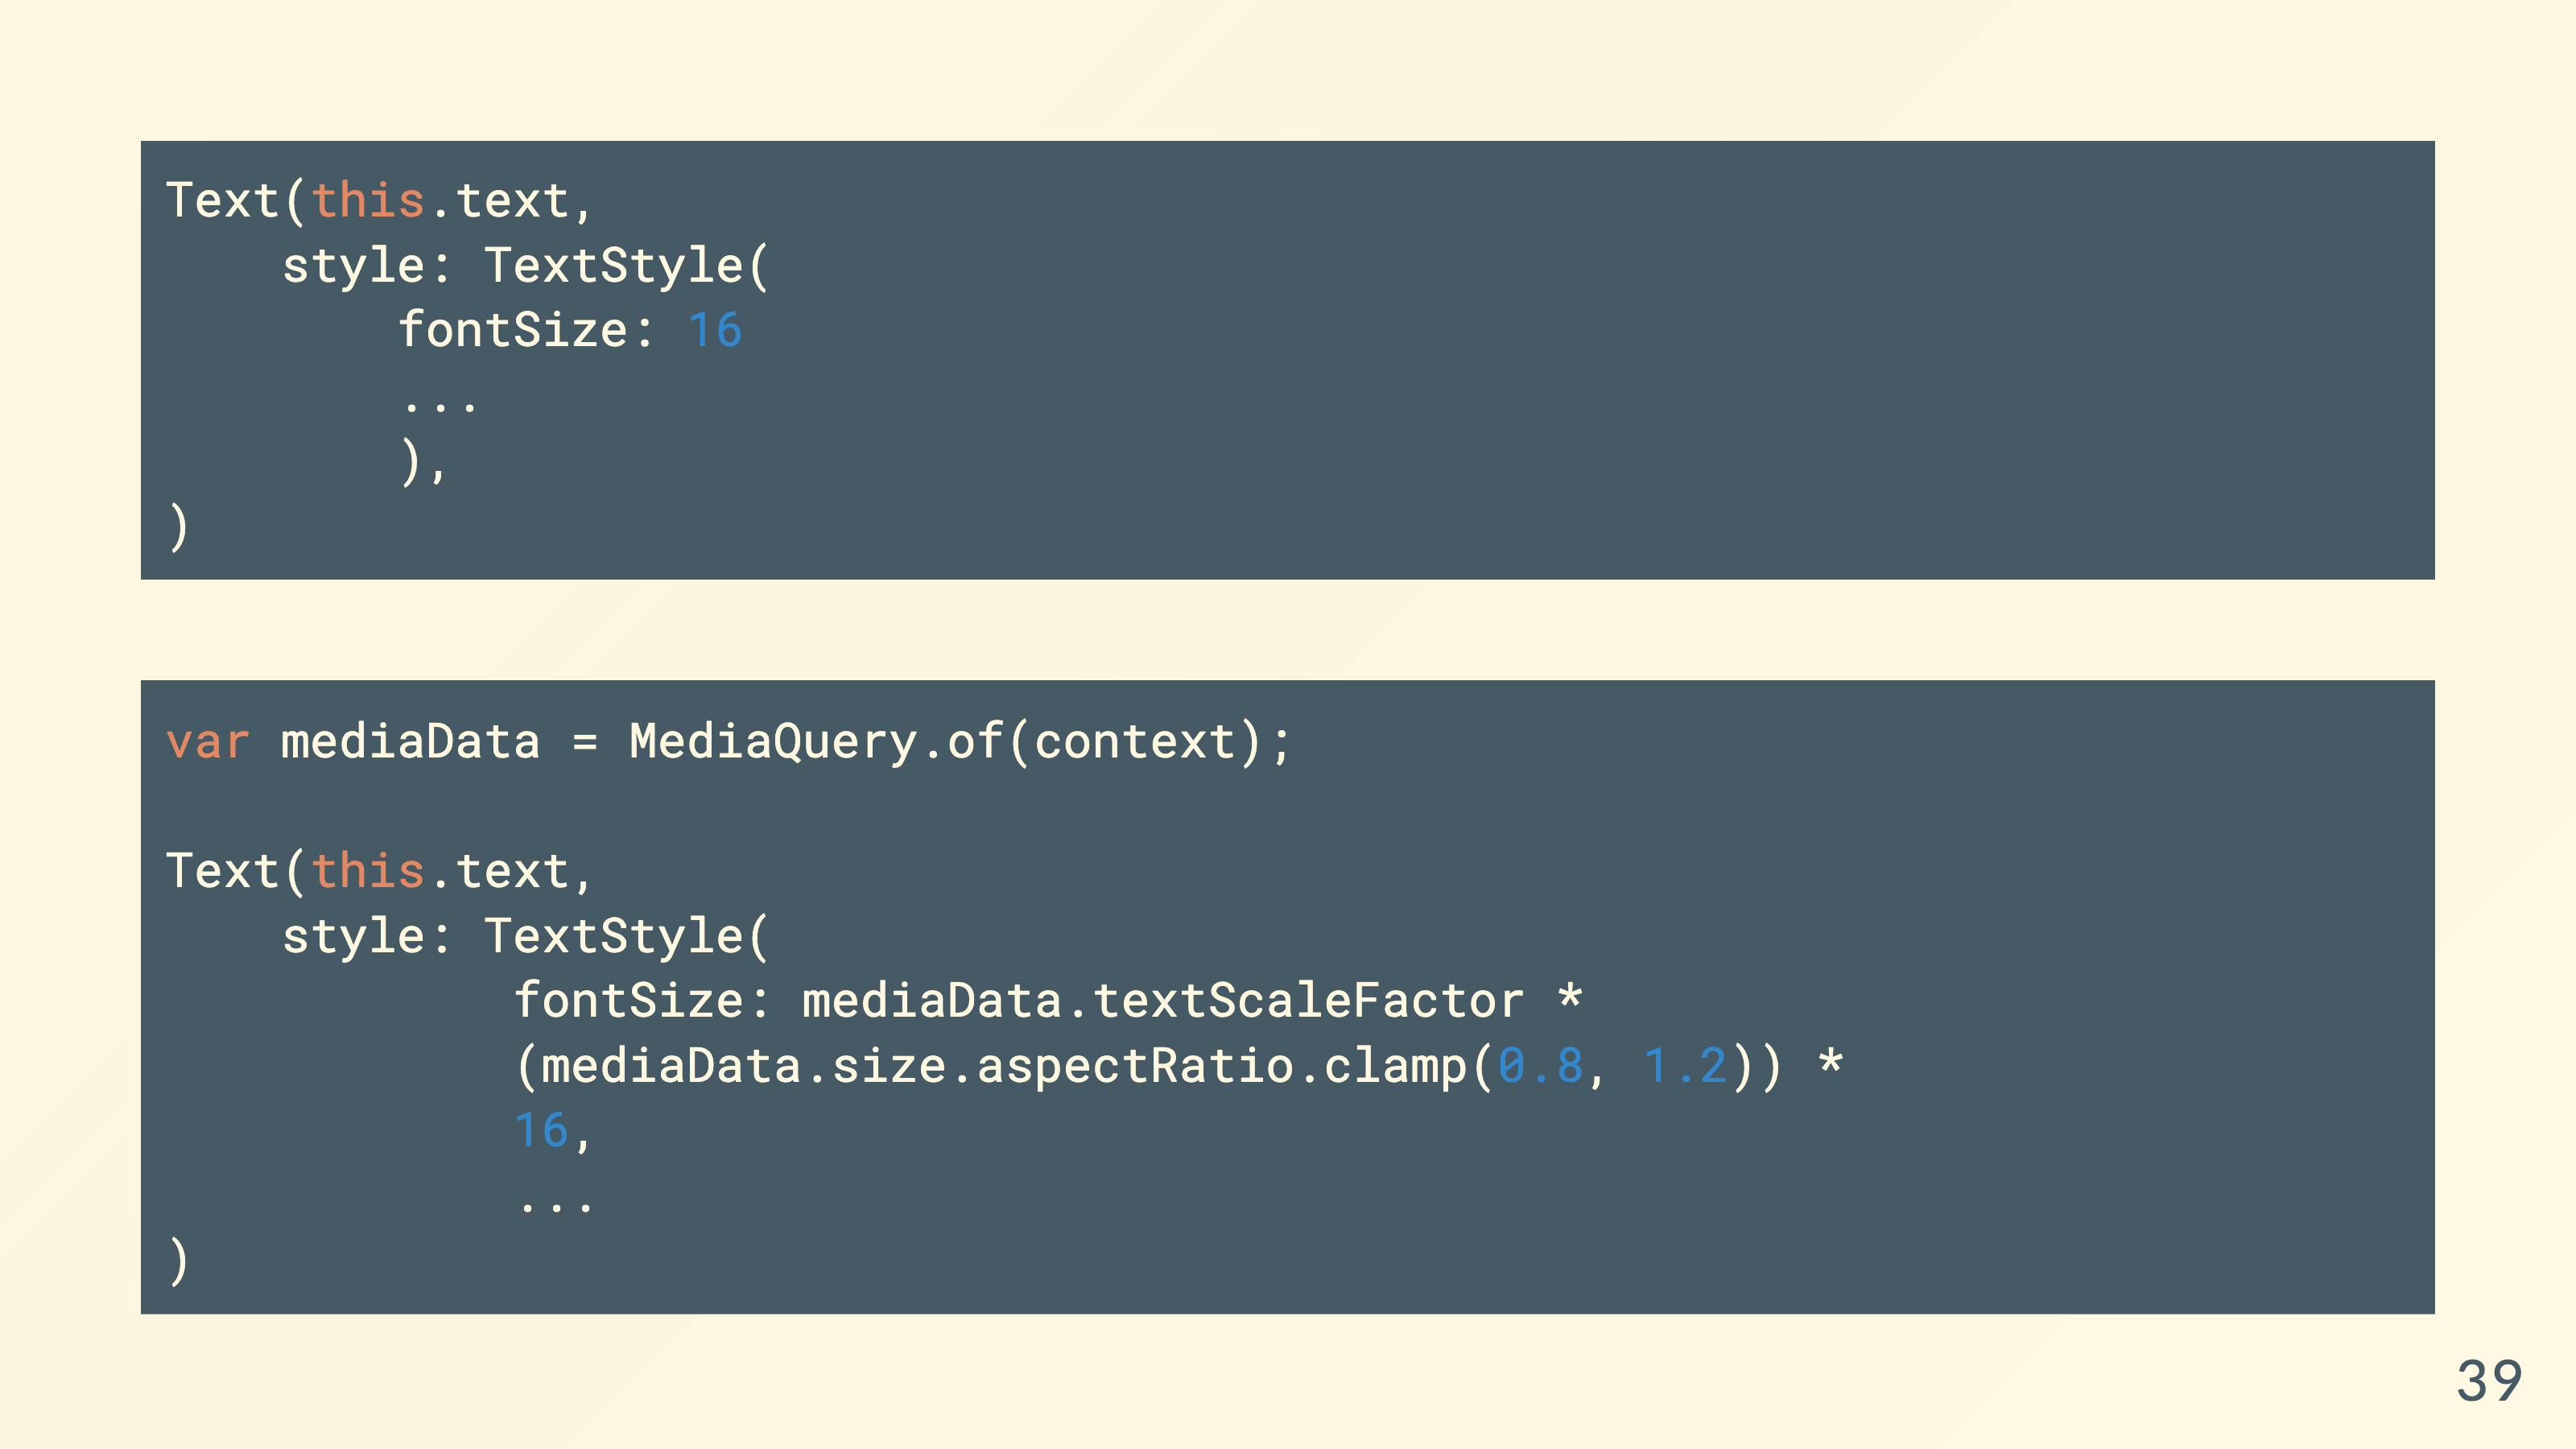 Text(this.text,
    style: TextStyle(
        fontSize: 16
        ...
        ),
)
var mediaData = MediaQuery.of(context);
Text(this.text,
    style: TextStyle(
            fontSize: mediaData.textScaleFactor *
            (mediaData.size.aspectRatio.clamp(0.8, 1.2)) *
            16,
            ...
)
39